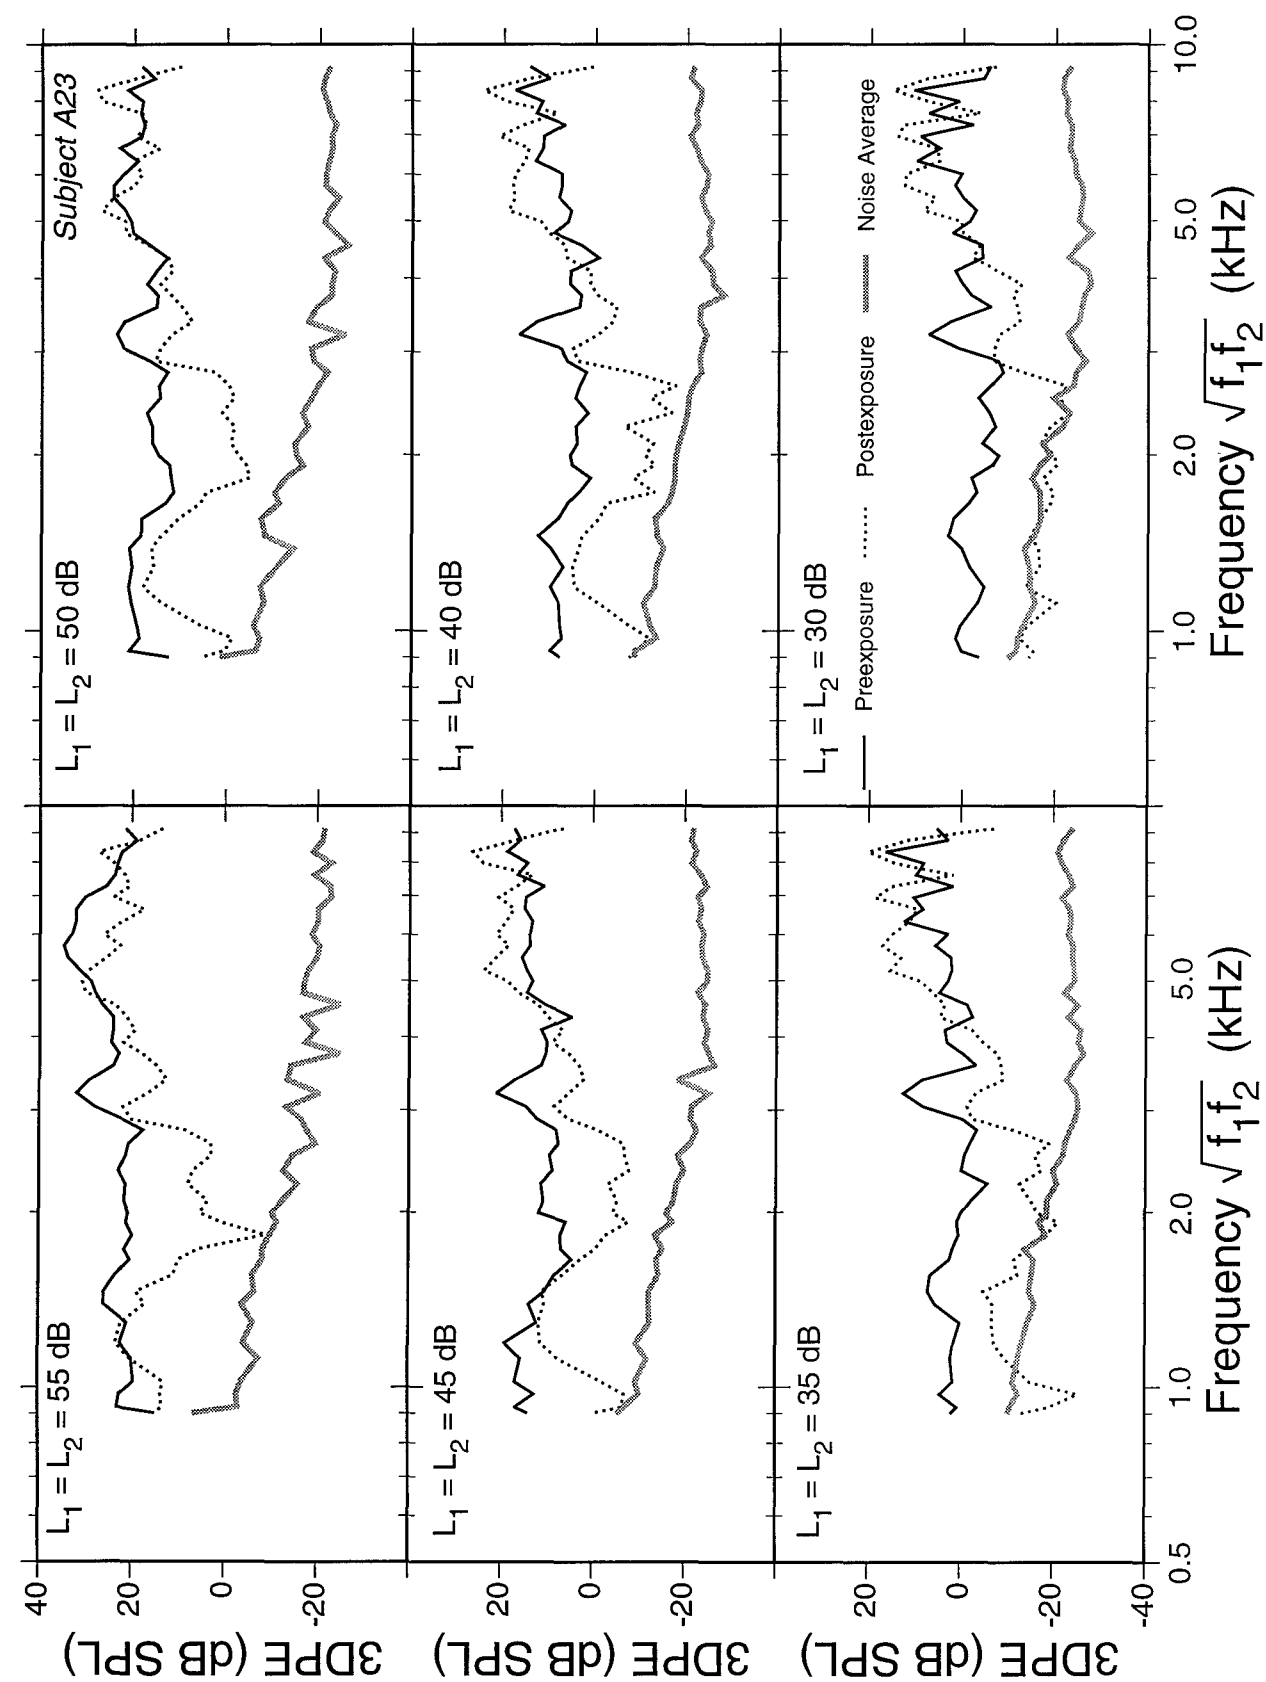 Subject A23
L1 = L2 = 55 dB
L1 = L2 = 50 dB
40
20
0
-20
3DPE (dB SPL)
L1 = L2 = 45 dB
L1 = L2 = 40 dB
20
0
-20
3DPE (dB SPL)
L1 = L2 = 35 dB
L1 = L2 = 30 dB
Preexposure
Postexposure
Noise Average
20
0
-20
-40
3DPE (dB SPL)
0.5 1.0 2.0 5.0
1.0 2.0 5.0 10.0
Frequency √f1f2 (kHz)
Frequency √f1f2 (kHz)